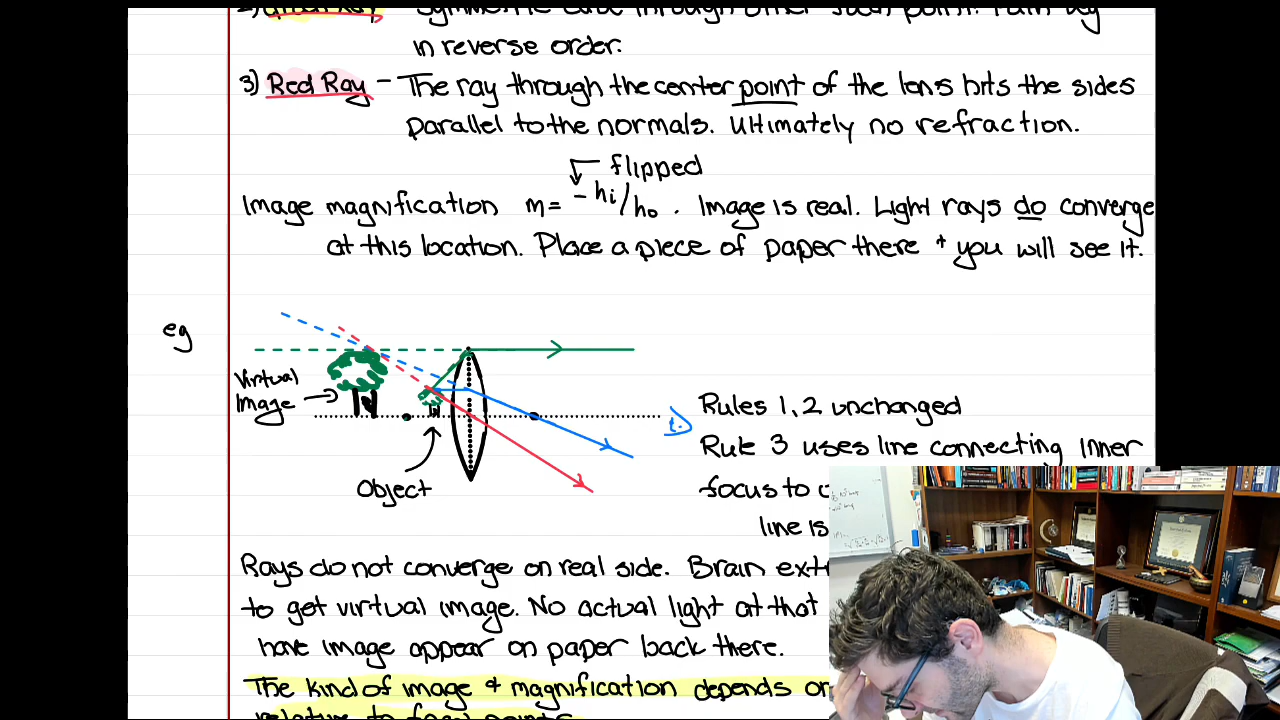 in reverse order.
3) Red Ray - The ray through the center point of the lens hits the sides
parallel to the normals. Ultimately no refraction.
flipped
Image magnification m= -hi/ho. Image is real. Light rays do converge
at this location. Place a piece of paper there + you will see it.
eg
Virtual
Image
Object
Rules 1,2 unchanged
Rule 3 uses line connecting inner
focus to
line is
Rays do not converge on real side. Brain
to get virtual image. No actual light at that
have image appear on paper back there.
The kind of image + magnification depends on
relative to focal points